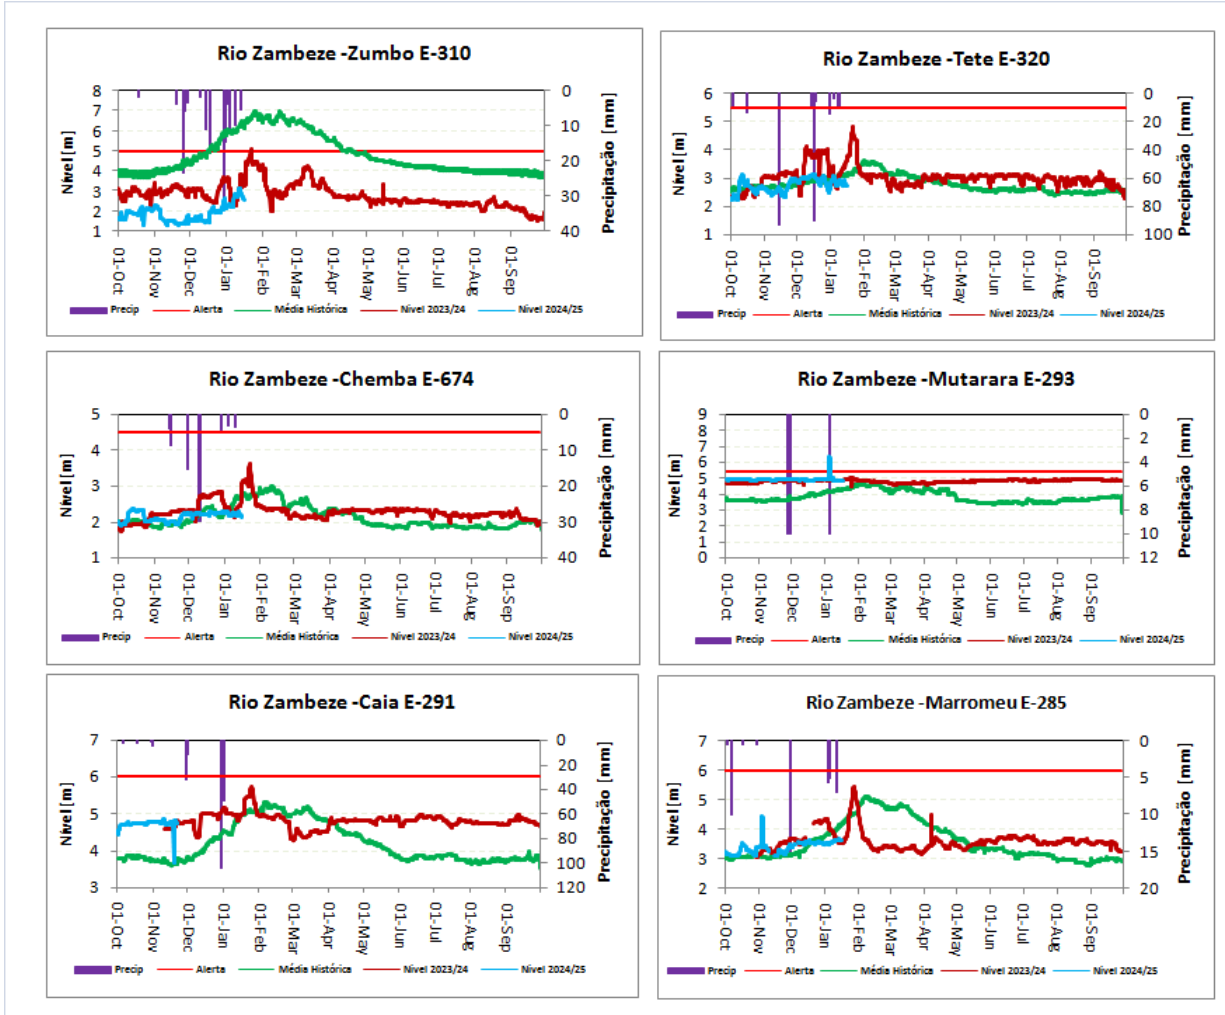 Rio Zambeze -Zumbo E-310
8
7
6
5
4
3
2
1
Nível [m]
0
10
20
30
40
Precipitação [mm]
01-Oct
01-Nov
01-Dec
01-Jan
01-Feb
01-Mar
01-Apr
01-May
01-Jun
01-Jul
01-Aug
01-Sep
Precip
Alerta
Média Histórica
Nivel 2023/24
Nivel 2024/25
Rio Zambeze -Tete E-320
6
5
4
3
2
1
Nível [m]
0
20
40
60
80
100
Precipitação [mm]
01-Oct
01-Nov
01-Dec
01-Jan
01-Feb
01-Mar
01-Apr
01-May
01-Jun
01-Jul
01-Aug
01-Sep
Precip
Alerta
Média Histórica
Nivel 2023/24
Nivel 2024/25
Rio Zambeze -Chemba E-674
5
4
3
2
1
Nível [m]
0
10
20
30
40
Precipitação [mm]
01-Oct
01-Nov
01-Dec
01-Jan
01-Feb
01-Mar
01-Apr
01-May
01-Jun
01-Jul
01-Aug
01-Sep
Precip
Alerta
Média Histórica
Nivel 2023/24
Nivel 2024/25
Rio Zambeze -Mutarara E-293
9
8
7
6
5
4
3
2
1
0
Nível [m]
0
2
4
6
8
10
12
Precipitação [mm]
01-Oct
01-Nov
01-Dec
01-Jan
01-Feb
01-Mar
01-Apr
01-May
01-Jun
01-Jul
01-Aug
01-Sep
Precip
Alerta
Média Histórica
Nivel 2023/24
Nivel 2024/25
Rio Zambeze -Caia E-291
7
6
5
4
3
Nível [m]
0
20
40
60
80
100
120
Precipitação [mm]
01-Oct
01-Nov
01-Dec
01-Jan
01-Feb
01-Mar
01-Apr
01-May
01-Jun
01-Jul
01-Aug
01-Sep
Precip
Alerta
Média Histórica
Nivel 2023/24
Nivel 2024/25
Rio Zambeze -Marromeu E-285
7
6
5
4
3
2
Nível [m]
0
5
10
15
20
Precipitação [mm]
01-Oct
01-Nov
01-Dec
01-Jan
01-Feb
01-Mar
01-Apr
01-May
01-Jun
01-Jul
01-Aug
01-Sep
Precip
Alerta
Média Histórica
Nivel 2023/24
Nivel 2024/25